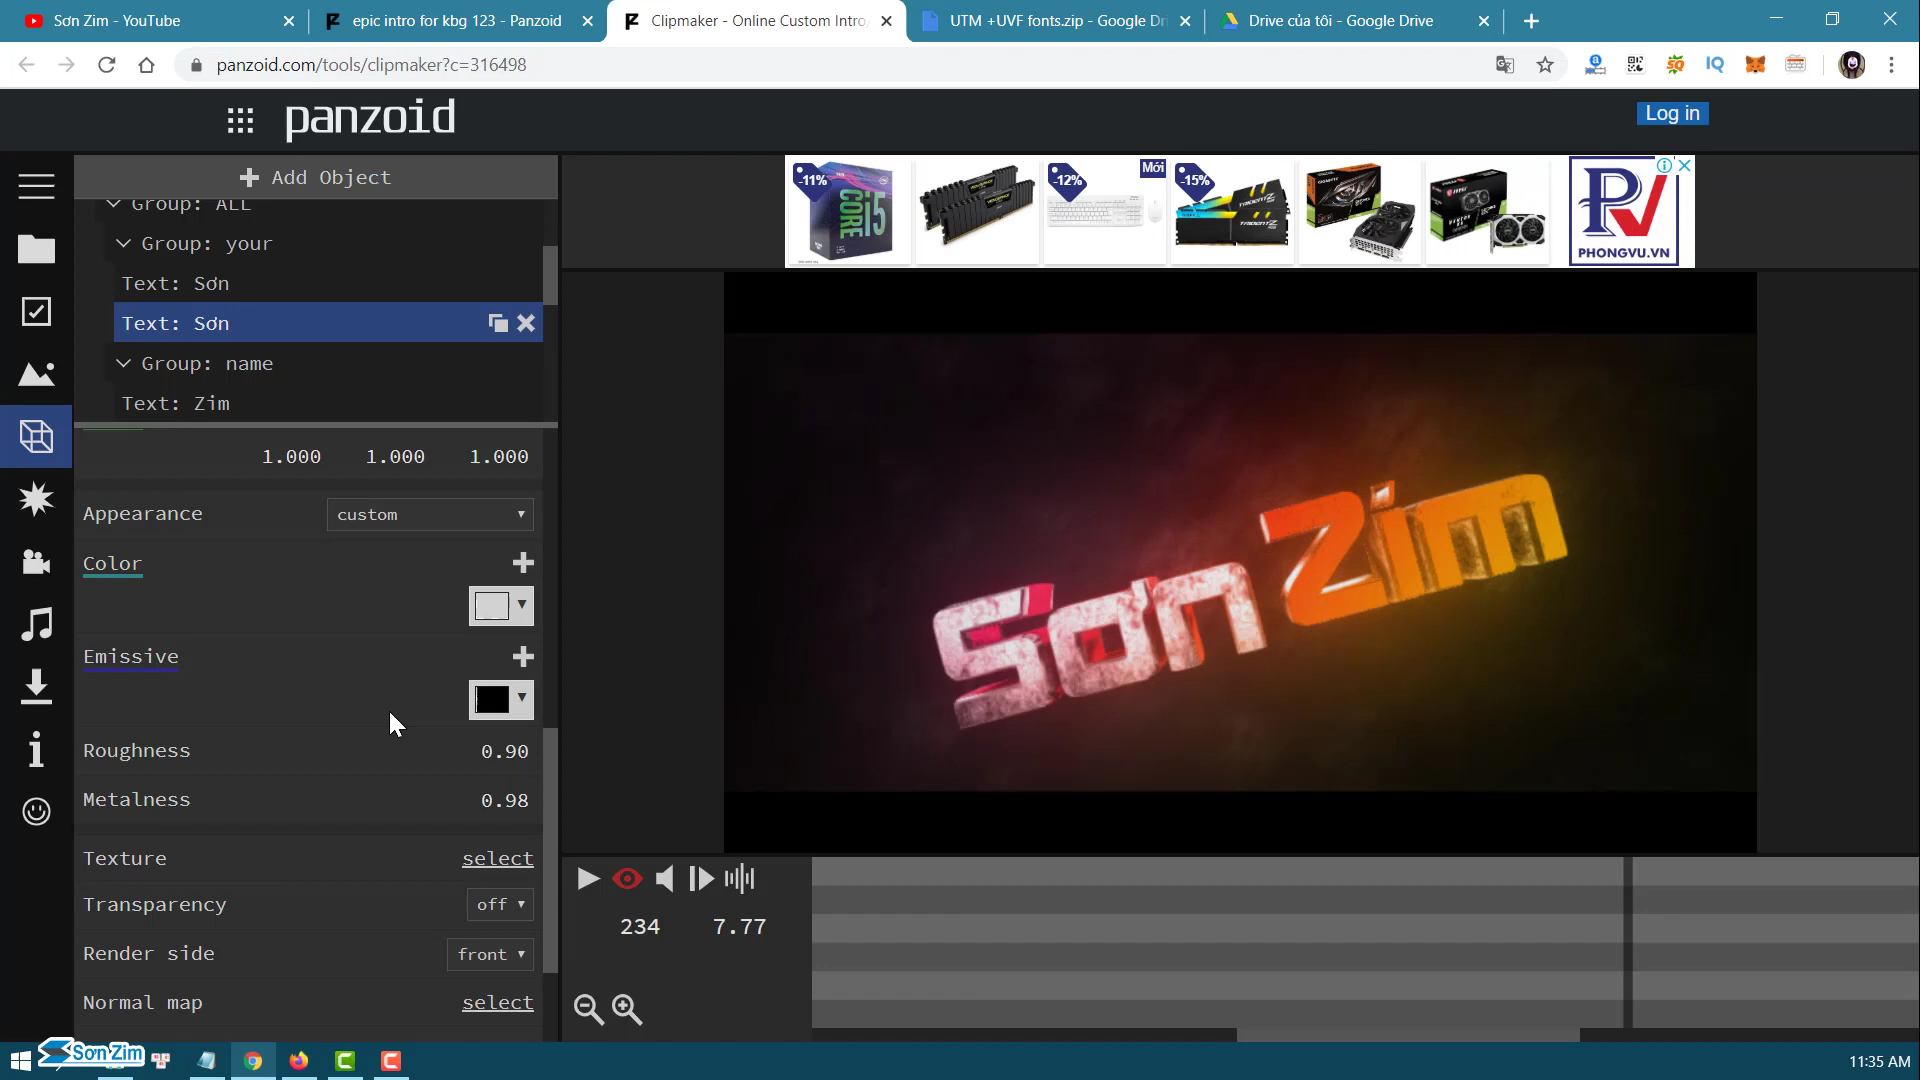 Sơn Zim - YouTube
epic intro for kbg 123 - Panzoid
Clipmaker - Online Custom Intro
UTM +UVF fonts.zip - Google Dri
Drive của tôi - Google Drive
panzoid.com/tools/clipmaker?c=316498
panzoid
Log in
Add Object
-11%
CORE i5
-12%
Mới
-15%
PV
PHONGVU.VN
Group: ALL
Group: your
Text: Sơn
Text: Sơn
Group: name
Text: Zim
1.000 1.000 1.000
Appearance custom
Color
Emissive
Roughness 0.90
Metalness 0.98
Texture select
Transparency off
Render side front
Normal map select
Sơn Zim
234 7.77
Sơn Zim
11:35 AM